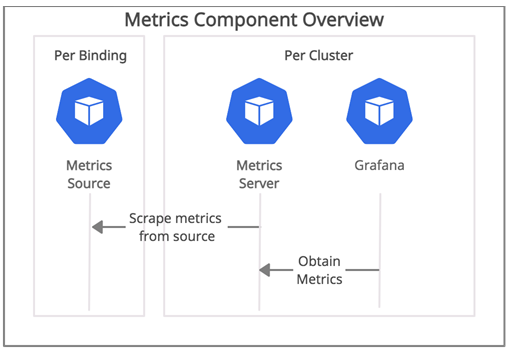 Metrics Component Overview
Per Binding
Per Cluster
Metrics
Source
Metrics
Server
Grafana
Scrape metrics
from source
Obtain
Metrics